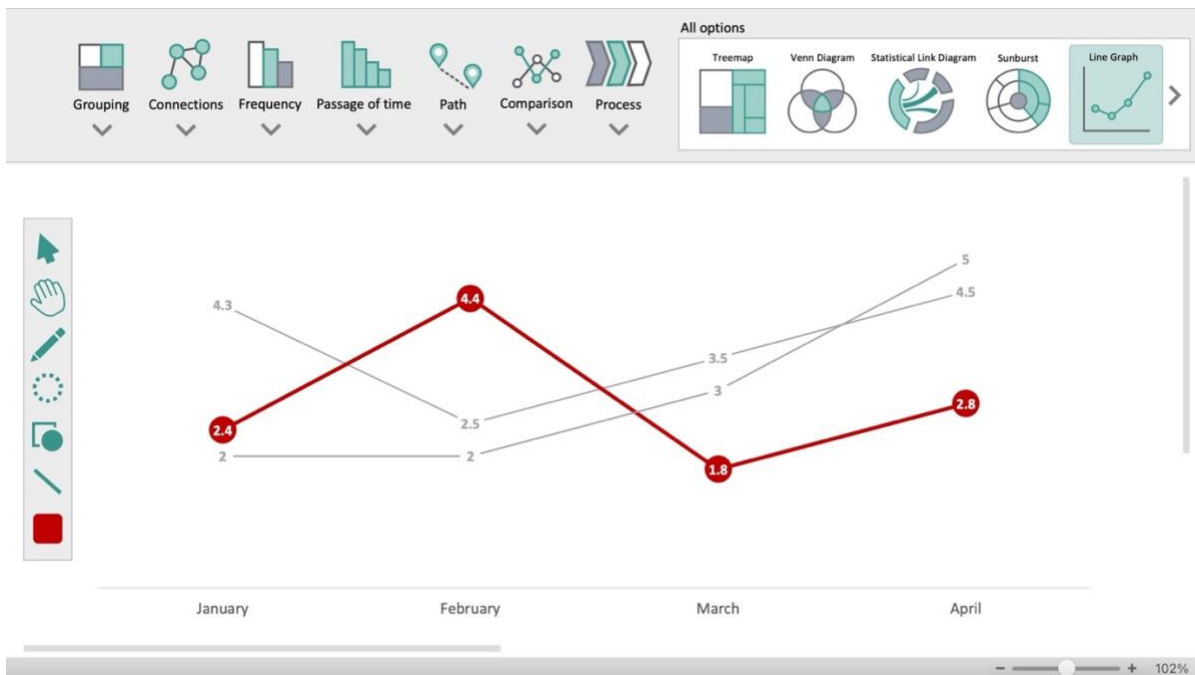 All options
Grouping
Connections
Frequency
Passage of time
Path
Comparison
Process
Treemap
Venn Diagram
Statistical Link Diagram
Sunburst
Line Graph
5
4.5
4.3
4.4
3.5
3
2.4
2.5
2.8
2
2
1.8
January
February
March
April
102%